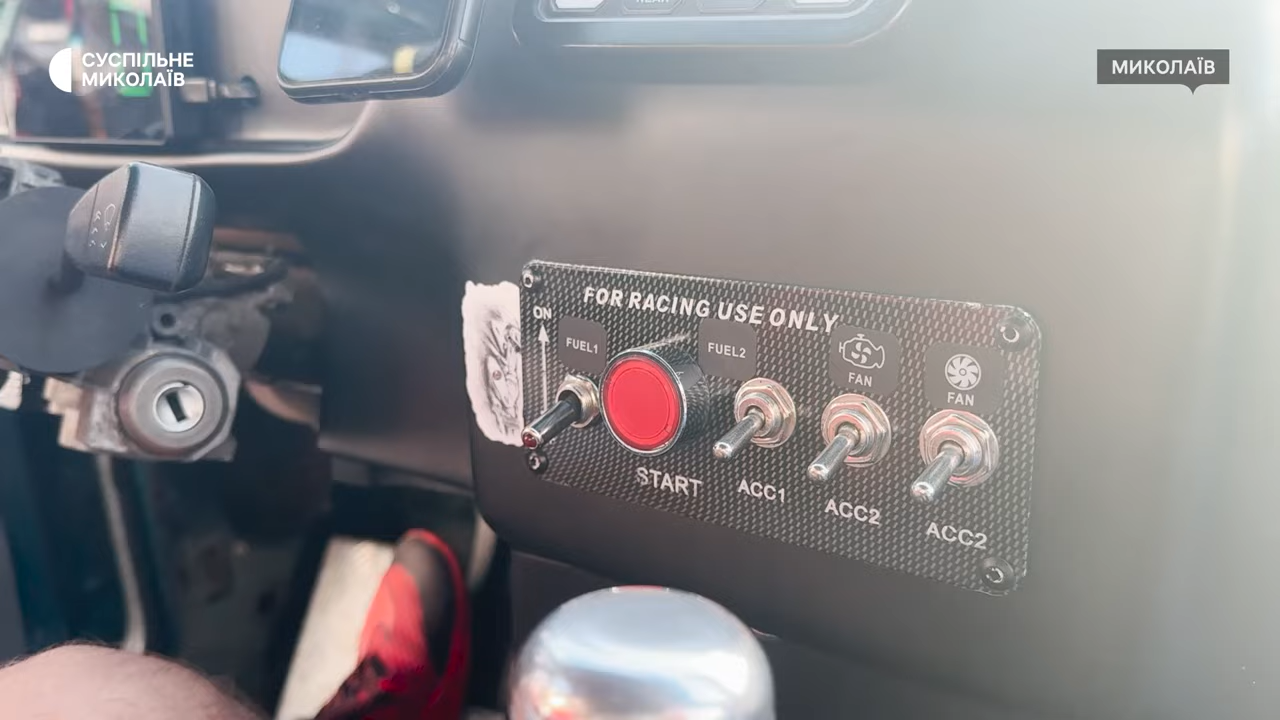 СУСПІЛЬНЕ
МИКОЛАЇВ
МИКОЛАЇВ
FOR RACING USE ONLY
ON
FUEL1
FUEL2
FAN
FAN
START
ACC1
ACC2
ACC2